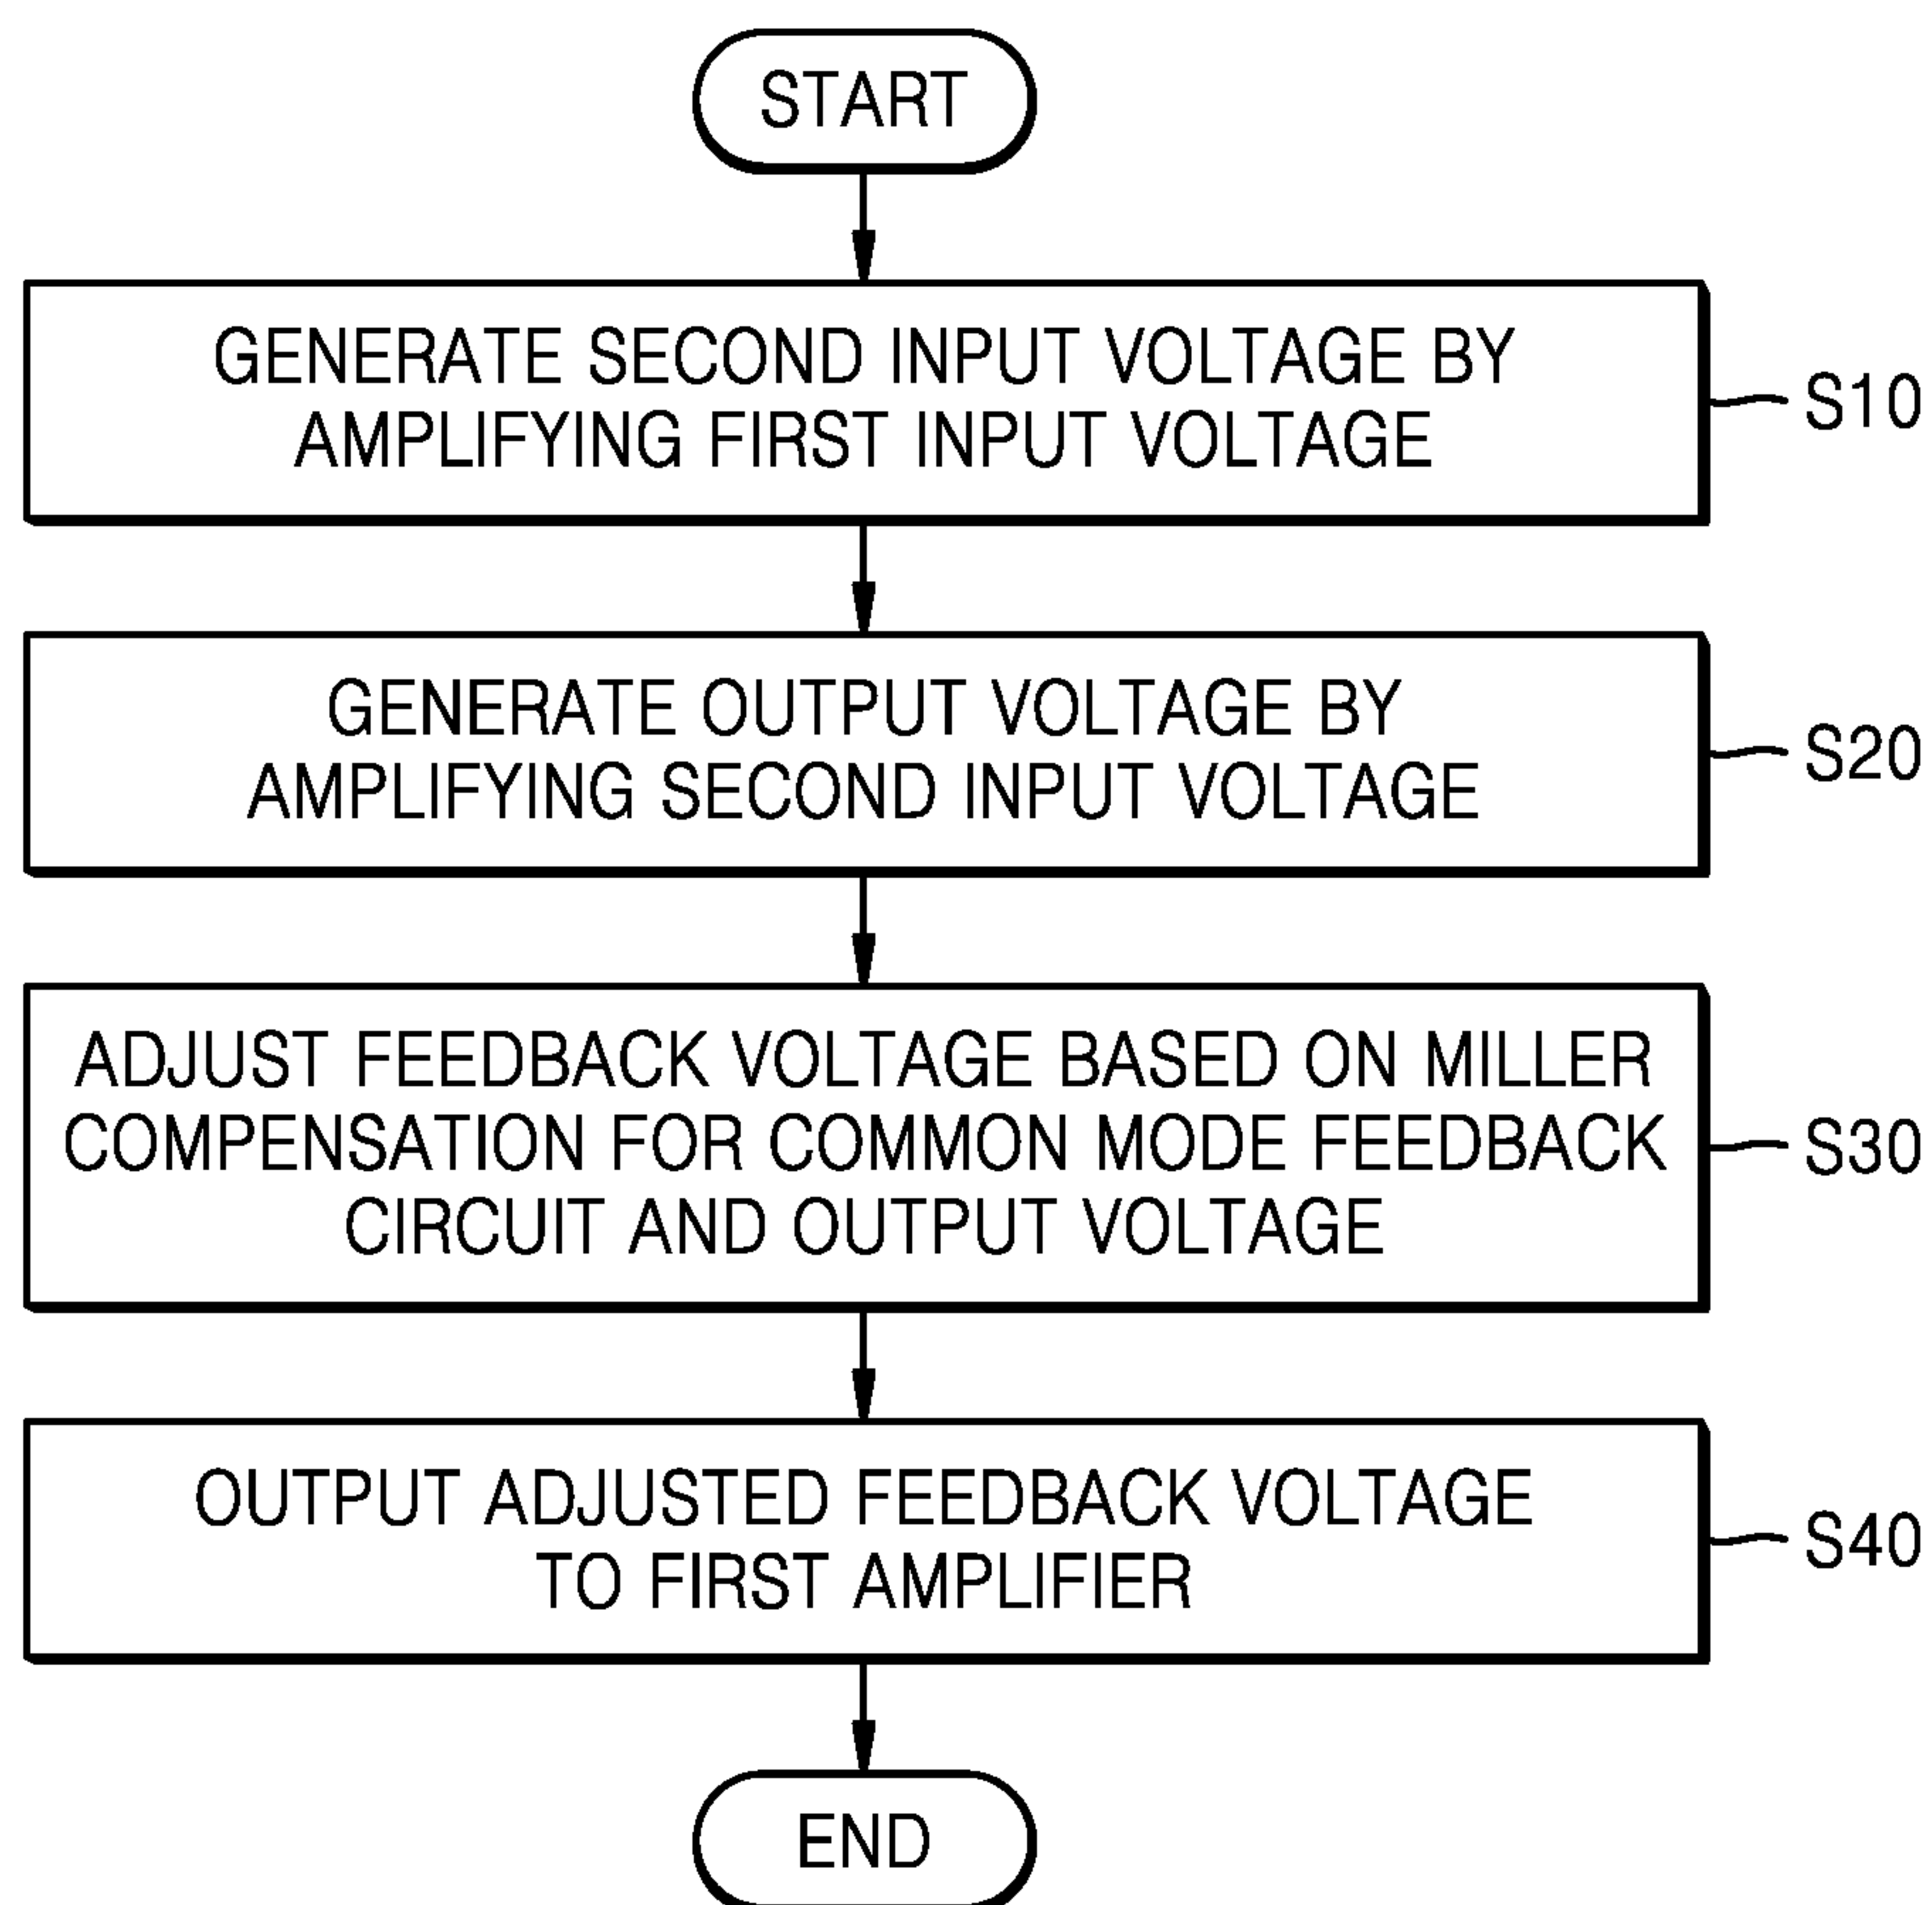 START
GENERATE SECOND INPUT VOLTAGE BY
AMPLIFYING FIRST INPUT VOLTAGE
S10
GENERATE OUTPUT VOLTAGE BY
AMPLIFYING SECOND INPUT VOLTAGE
S20
ADJUST FEEDBACK VOLTAGE BASED ON MILLER
COMPENSATION FOR COMMON MODE FEEDBACK
CIRCUIT AND OUTPUT VOLTAGE
S30
OUTPUT ADJUSTED FEEDBACK VOLTAGE
TO FIRST AMPLIFIER
S40
END